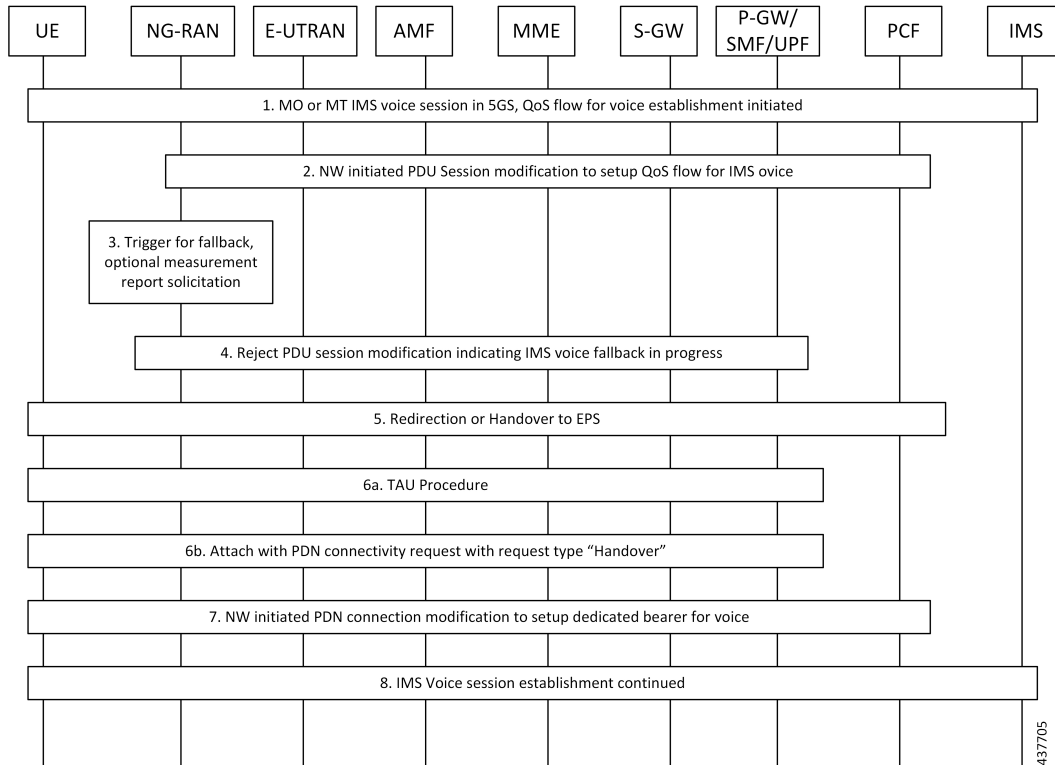 UE
NG-RAN
E-UTRAN
AMF
MME
S-GW
P-GW/
SMF/UPF
PCF
IMS
1. MO or MT IMS voice session in 5GS, QoS flow for voice establishment initiated
2. NW initiated PDU Session modification to setup QoS flow for IMS ovice
3. Trigger for fallback,
optional measurement
report solicitation
4. Reject PDU session modification indicating IMS voice fallback in progress
5. Redirection or Handover to EPS
6a. TAU Procedure
6b. Attach with PDN connectivity request with request type “Handover”
7. NW initiated PDN connection modification to setup dedicated bearer for voice
8. IMS Voice session establishment continued
437705